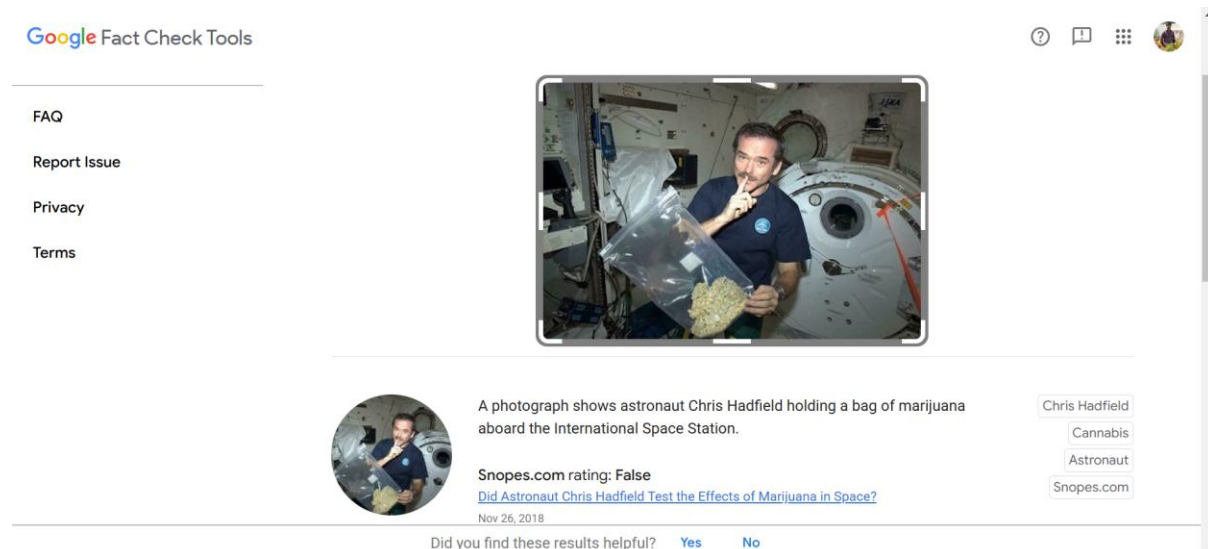 Google Fact Check Tools
FAQ
Report Issue
Privacy
Terms
A photograph shows astronaut Chris Hadfield holding a bag of marijuana
aboard the International Space Station.
Snopes.com rating: False
Did Astronaut Chris Hadfield Test the Effects of Marijuana in Space?
Nov 26, 2018
Chris Hadfield
Cannabis
Astronaut
Snopes.com
Did you find these results helpful? Yes No